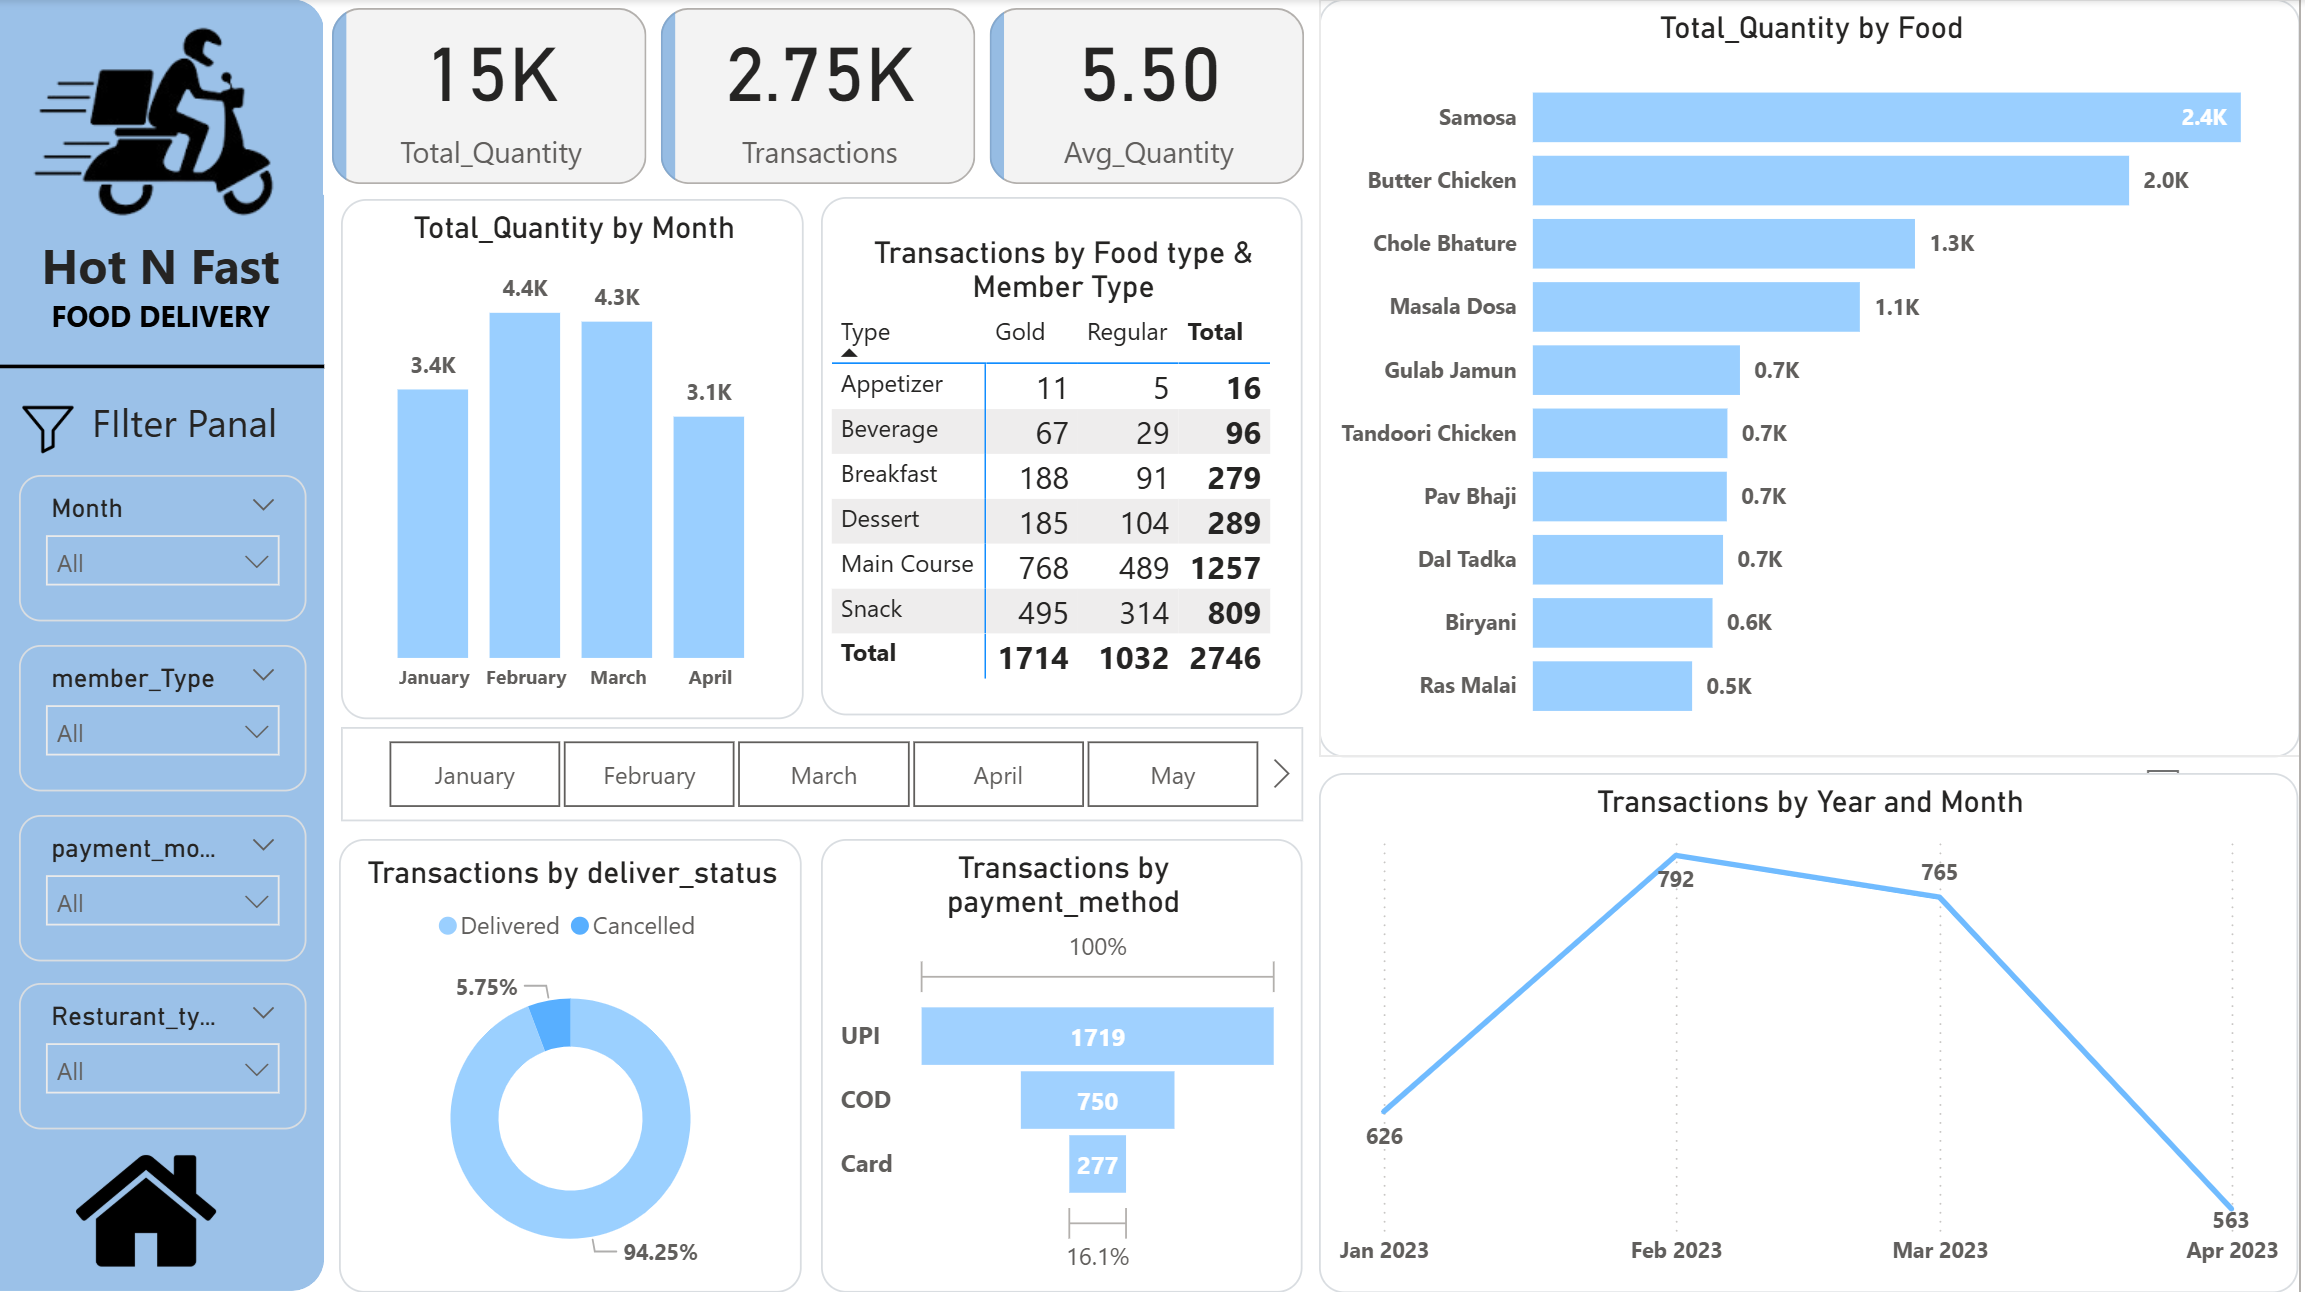 Hot N Fast
FOOD DELIVERY
FIlter Panal
Month
All
member_Type
All
payment_mo...
All
Resturant_ty...
All
15K
Total_Quantity
2.75K
Transactions
5.50
Avg_Quantity
Total_Quantity by Month
3.4K
4.4K
4.3K
3.1K
January February March April
Transactions by Food type &
Member Type
Type Gold Regular Total
Appetizer 11 5 16
Beverage 67 29 96
Breakfast 188 91 279
Dessert 185 104 289
Main Course 768 489 1257
Snack 495 314 809
Total 1714 1032 2746
January February March April May
Transactions by deliver_status
Delivered Cancelled
5.75%
94.25%
Transactions by
payment_method
100%
UPI 1719
COD 750
Card 277
16.1%
Total_Quantity by Food
Samosa 2.4K
Butter Chicken 2.0K
Chole Bhature 1.3K
Masala Dosa 1.1K
Gulab Jamun 0.7K
Tandoori Chicken 0.7K
Pav Bhaji 0.7K
Dal Tadka 0.7K
Biryani 0.6K
Ras Malai 0.5K
Transactions by Year and Month
626
792
765
563
Jan 2023 Feb 2023 Mar 2023 Apr 2023